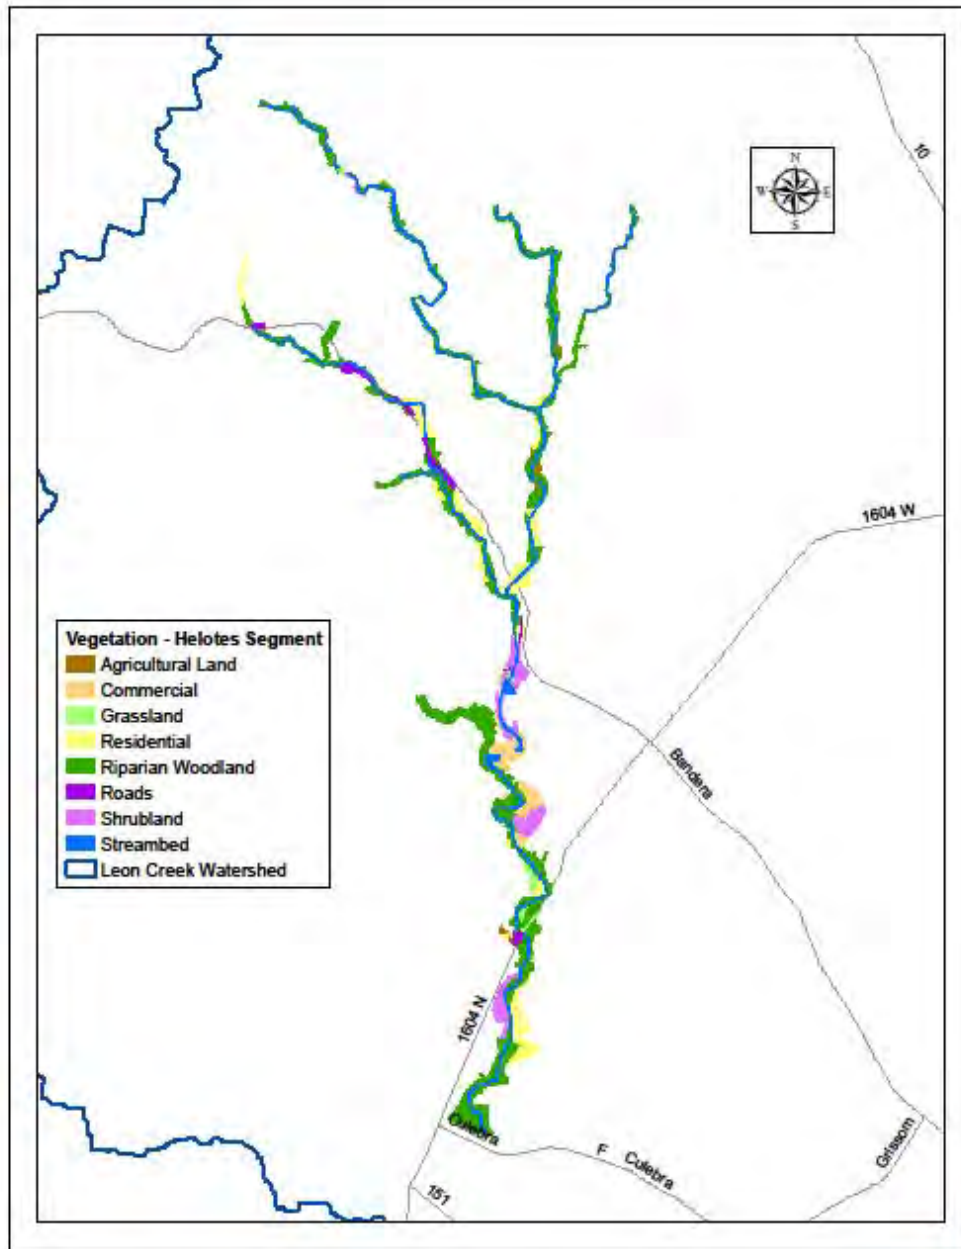 10
N
W E
S
1604 W
Vegetation - Helotes Segment
Agricultural Land
Commercial
Grassland
Residential
Riparian Woodland
Roads
Shrubland
Streambed
Leon Creek Watershed
Bandera
1604 N
Culebra
F Culebra
Grissom
151